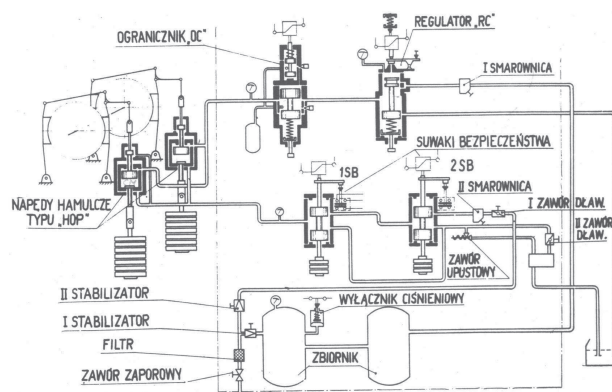 OGRANICZNIK „OC"
REGULATOR „RC"
I SMAROWNICA
SUWAKI BEZPIECZEŃSTWA
1SB
2SB
II SMAROWNICA
I ZAWÓR DŁAW.
II ZAWÓR
DŁAW.
NAPĘDY HAMULCZE
TYPU „HOP"
ZAWÓR
UPUSTOWY
II STABILIZATOR
WYŁĄCZNIK CIŚNIENIOWY
I STABILIZATOR
FILTR
ZBIORNIK
ZAWÓR ZAPOROWY